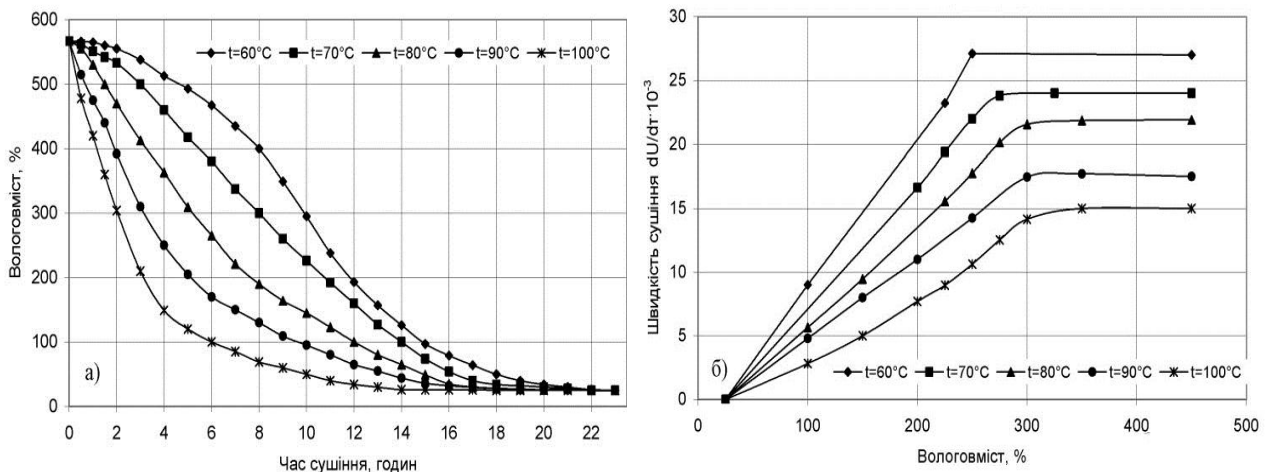 600
500
400
300
200
100
0
Вологовміст, %
t=60°C t=70°C t=80°C t=90°C t=100°C
а)
0 2 4 6 8 10 12 14 16 18 20 22
Час сушіння, годин
30
25
20
15
10
5
0
Швидкість сушіння dU/dτ·10⁻³
б)
t=60°C t=70°C t=80°C t=90°C t=100°C
0 100 200 300 400 500
Вологовміст, %